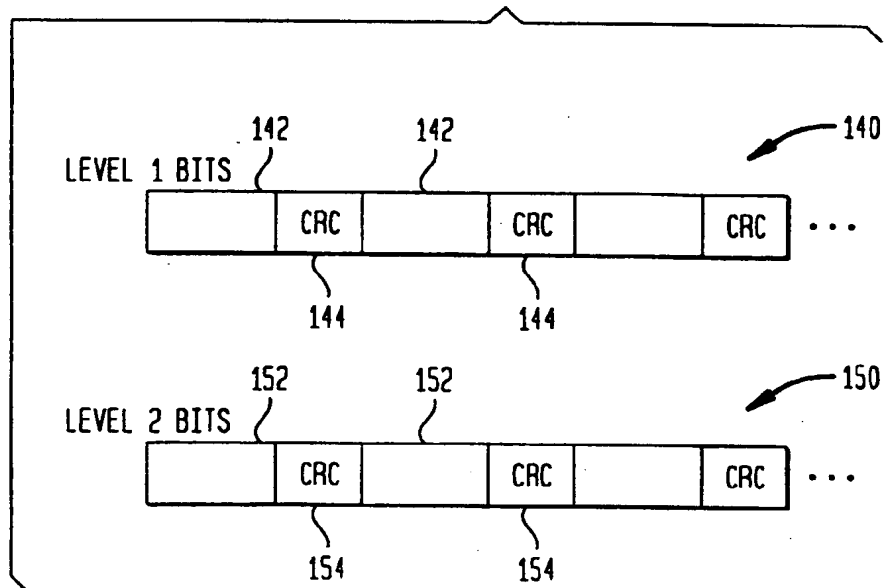 142 142 140
LEVEL 1 BITS
CRC CRC CRC ...
144 144
152 152 150
LEVEL 2 BITS
CRC CRC CRC ...
154 154